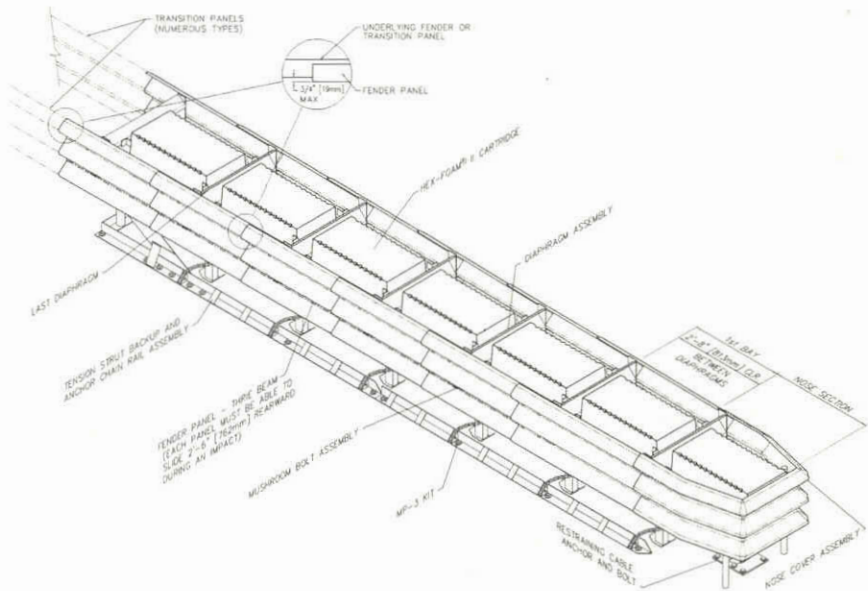 TRANSITION PANELS
(NUMEROUS TYPES)
UNDERLYING FENDER OR
TRANSITION PANEL
3/4" [19mm]
MAX
FENDER PANEL
HEX-FOAM® II CARTRIDGE
DIAPHRAGM ASSEMBLY
1st BAY
2'-8" [813mm] CLR
BETWEEN
DIAPHRAGMS
NOSE SECTION
LAST DIAPHRAGM
TENSION STRUT BACKUP AND
ANCHOR CHAIN RAIL ASSEMBLY
FENDER PANEL - THRIE BEAM
(EACH PANEL MUST BE ABLE TO
SLIDE 2'-6" [762mm] REARWARD
DURING AN IMPACT)
MUSHROOM BOLT ASSEMBLY
MP-3 KIT
RESTRAINING CABLE
ANCHOR AND BOLT
NOSE COVER ASSEMBLY